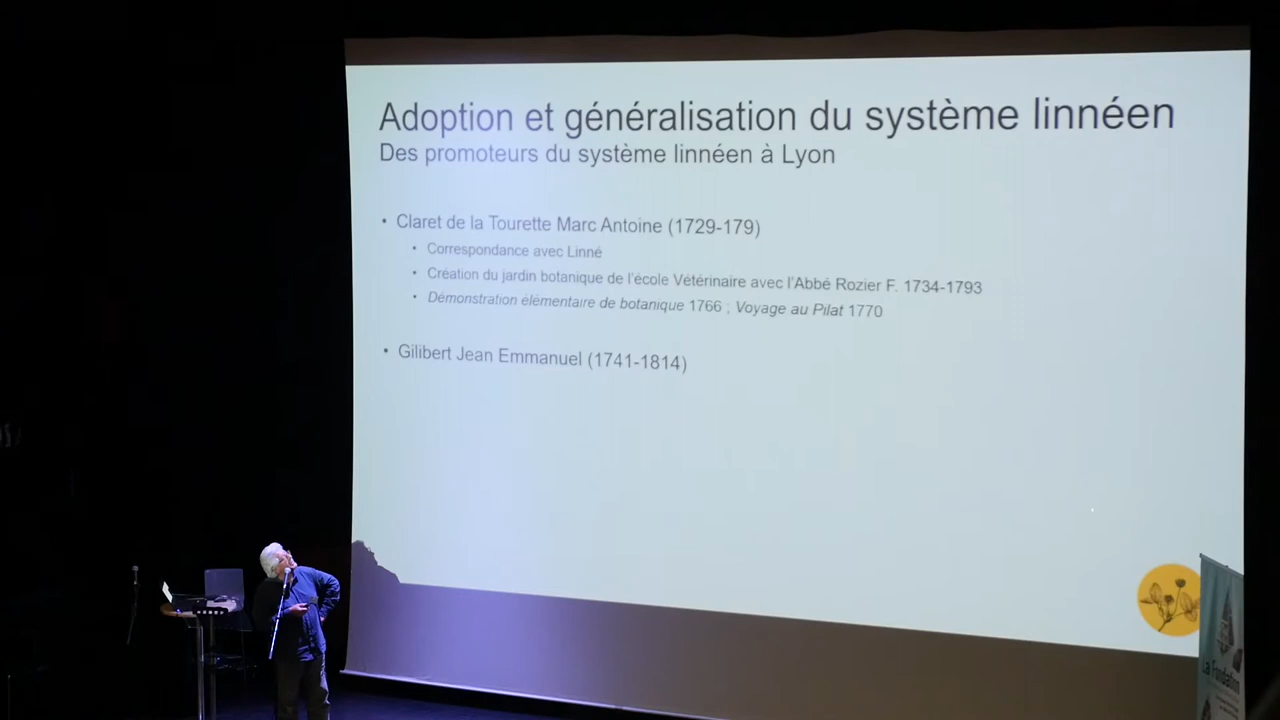 Adoption et généralisation du système linnéen
Des promoteurs du système linnéen à Lyon
• Claret de la Tourette Marc Antoine (1729-179)
• Correspondance avec Linné
• Création du jardin botanique de l'école Vétérinaire avec l'Abbé Rozier F. 1734-1793
• Démonstration élémentaire de botanique 1766 ; Voyage au Pilat 1770
• Gilibert Jean Emmanuel (1741-1814)
La Fondation